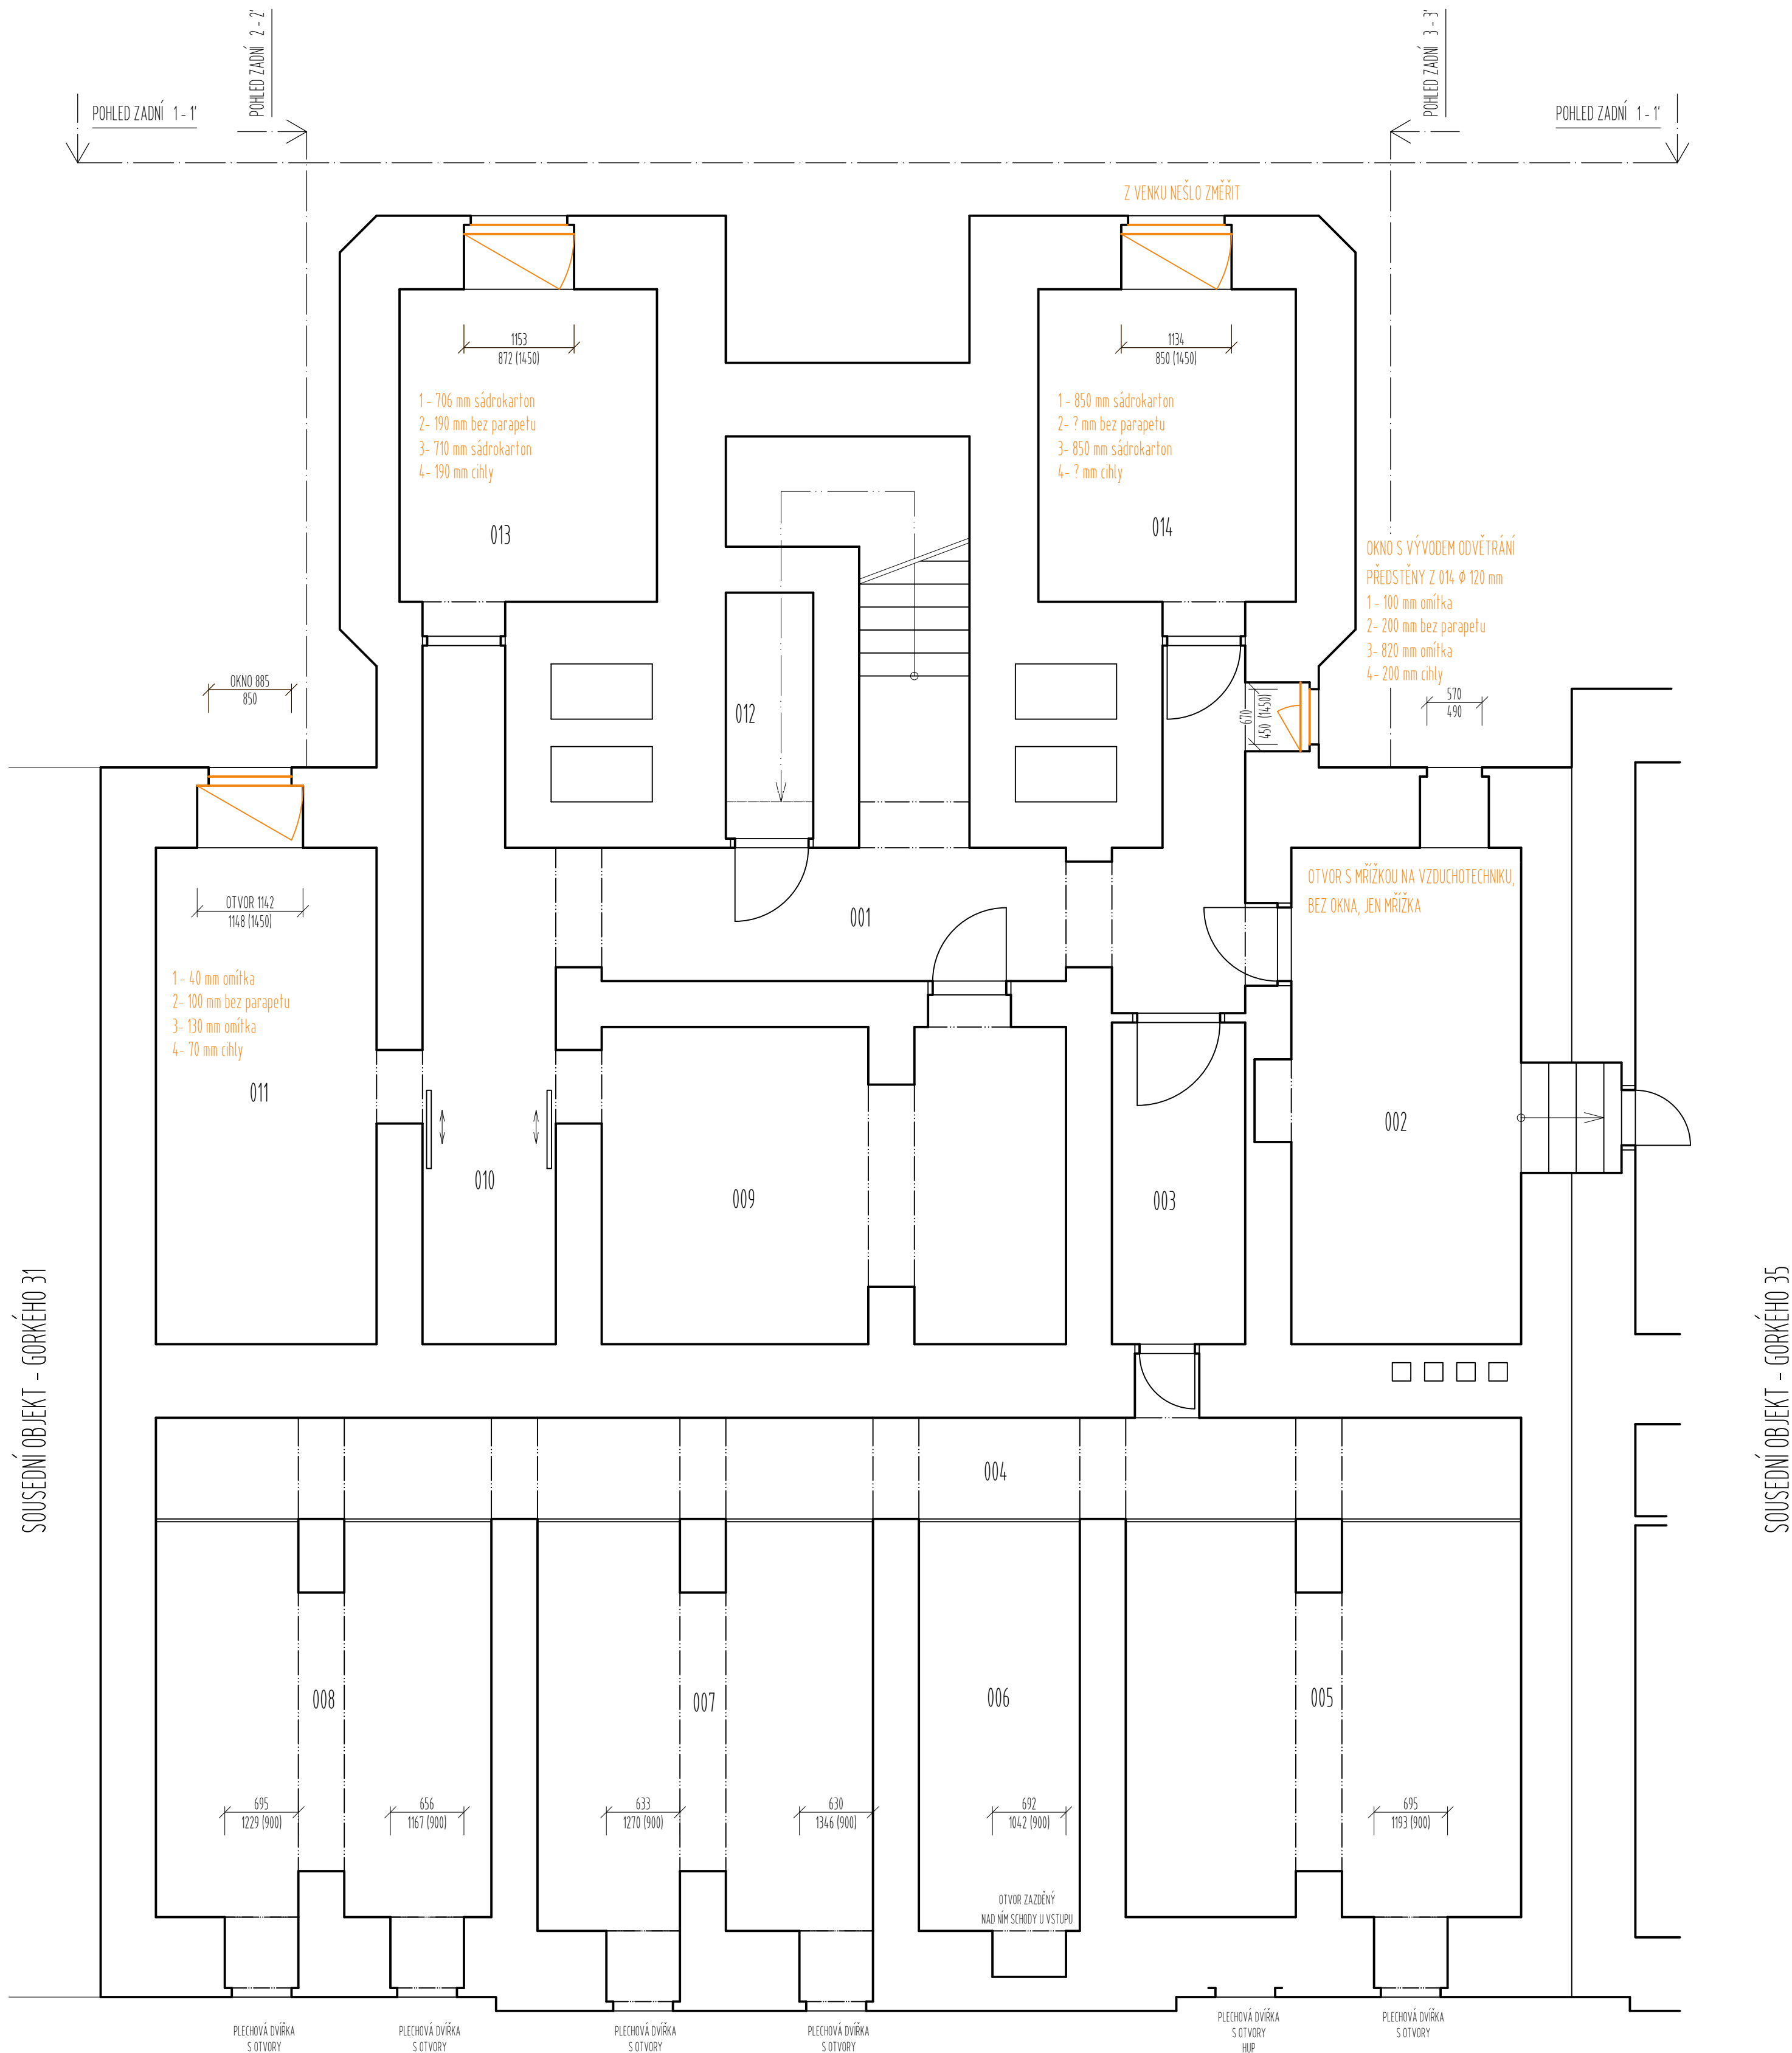 POHLED ZADNÍ 2 - 2'
POHLED ZADNÍ 3 - 3'
POHLED ZADNÍ 1 - 1'
POHLED ZADNÍ 1 - 1'
Z VENKU NEŠLO ZMĚŘIT
1153
872 (1450)
1134
850 (1450)
1 - 706 mm sádrokarton
2- 190 mm bez parapetu
3- 710 mm sádrokarton
4- 190 mm cihly
1 - 850 mm sádrokarton
2- ? mm bez parapetu
3- 850 mm sádrokarton
4- ? mm cihly
013
014
OKNO S VÝVODEM ODVĚTRÁNÍ
PŘEDSTĚNY Z 014 Ø 120 mm
1 - 100 mm omítka
2- 200 mm bez parapetu
3- 820 mm omítka
4- 200 mm cihly
OKNO 885
850
012
670
450 (1450)
570
490
OTVOR 1142
1148 (1450)
001
OTVOR S MŘÍŽKOU NA VZDUCHOTECHNIKU,
BEZ OKNA, JEN MŘÍŽKA
1 - 40 mm omítka
2- 100 mm bez parapetu
3- 130 mm omítka
4- 70 mm cihly
011
002
010
009
003
SOUSEDNÍ OBJEKT - GORKÉHO 31
SOUSEDNÍ OBJEKT - GORKÉHO 35
004
008
007
006
005
695
1229 (900)
656
1167 (900)
633
1270 (900)
630
1346 (900)
692
1042 (900)
695
1193 (900)
OTVOR ZAZDĚNÝ
NAD NÍM SCHODY U VSTUPU
PLECHOVÁ DVÍŘKA
S OTVORY
PLECHOVÁ DVÍŘKA
S OTVORY
PLECHOVÁ DVÍŘKA
S OTVORY
PLECHOVÁ DVÍŘKA
S OTVORY
PLECHOVÁ DVÍŘKA
S OTVORY
HUP
PLECHOVÁ DVÍŘKA
S OTVORY